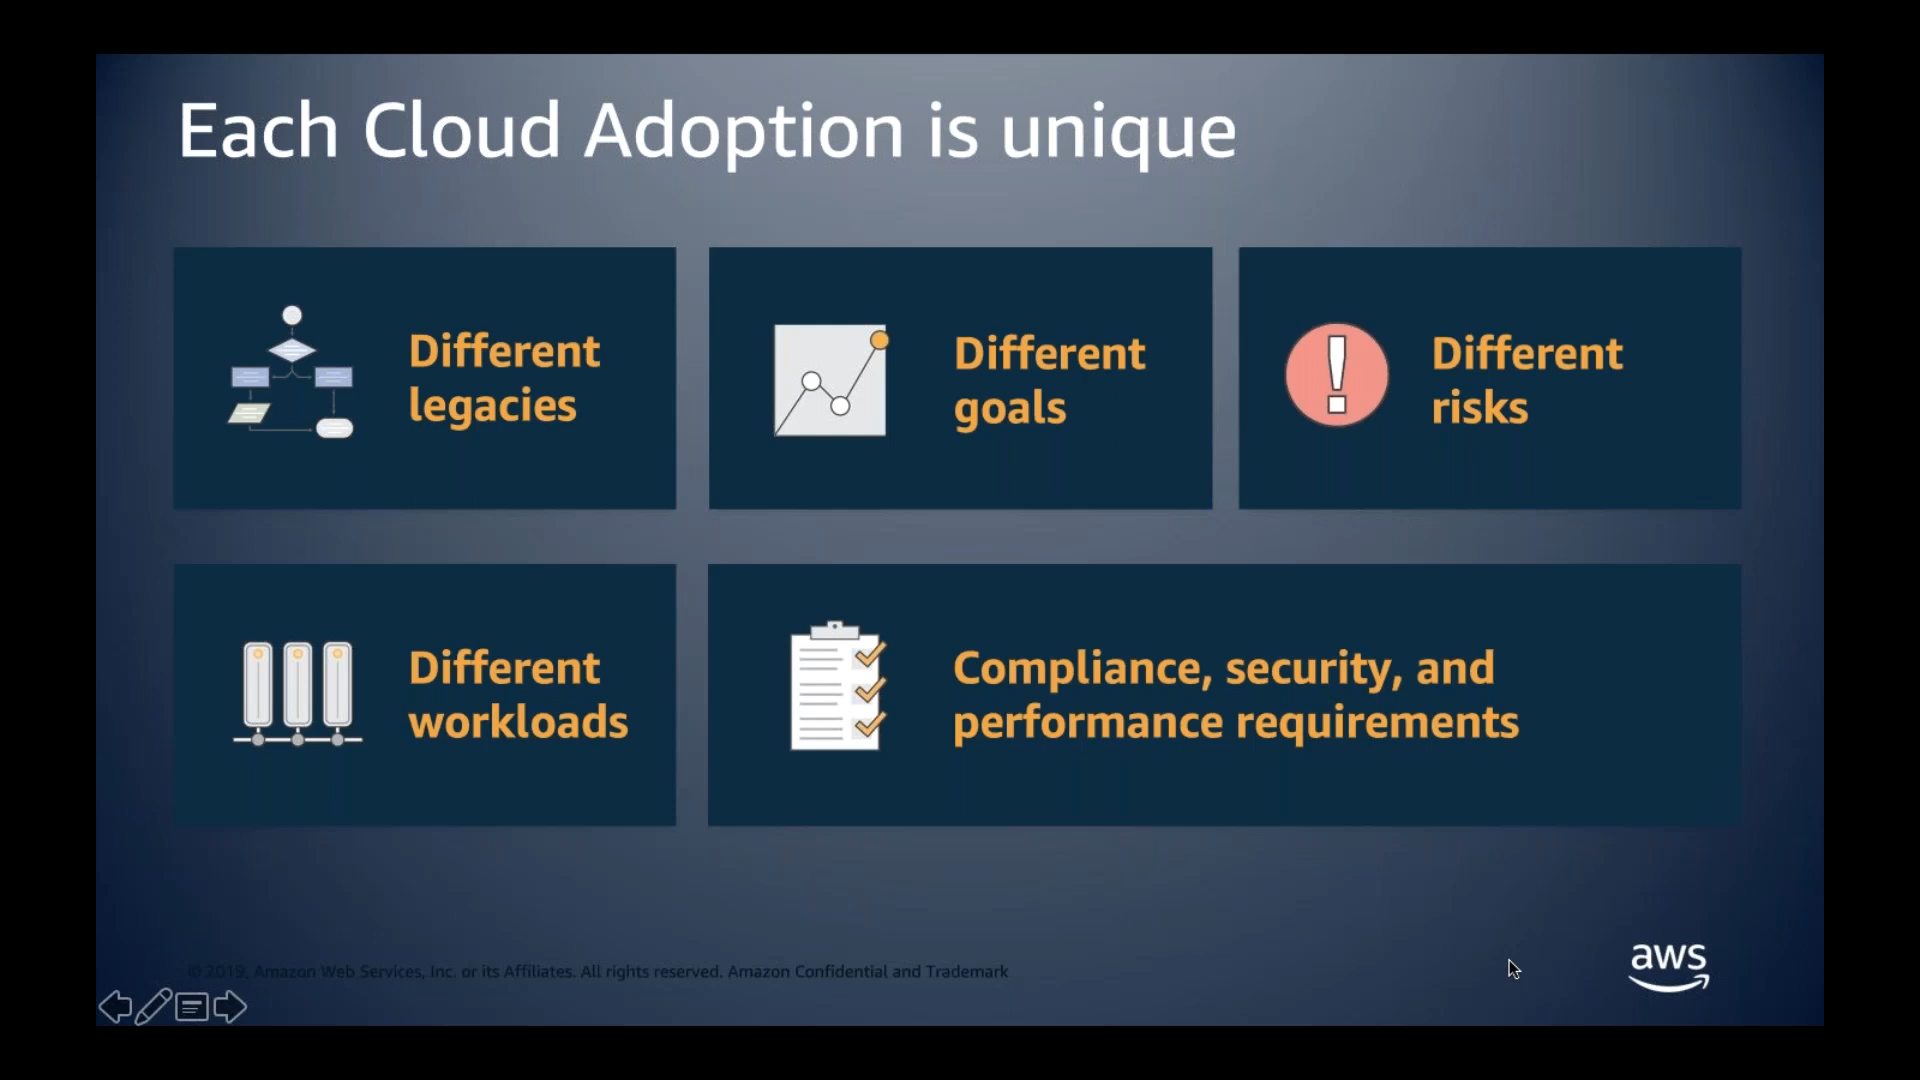 Each Cloud Adoption is unique
Different
legacies
Different
goals
Different
risks
Different
workloads
Compliance, security, and
performance requirements
© 2019, Amazon Web Services, Inc. or its Affiliates. All rights reserved. Amazon Confidential and Trademark
aws